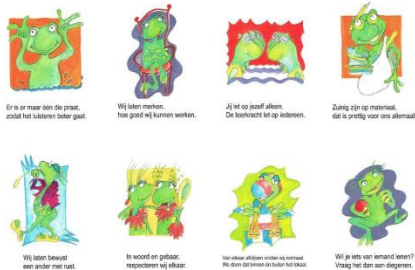 Er is er maar één die praat,
zodat het luisteren beter gaat.
Wij laten merken,
hoe goed wij kunnen werken.
Jij let op jezelf alleen.
De leerkracht let op iedereen.
Zuinig zijn op materiaal,
dat is prettig voor ons allemaal
Wij laten bewust
een ander met rust.
In woord en gebaar,
respecteren wij elkaar.
Van elkaar afblijven vinden wij normaal.
We doen dat binnen en buiten het lokaal.
Wil je iets van iemand lenen?
Vraag het dan aan diegenen.